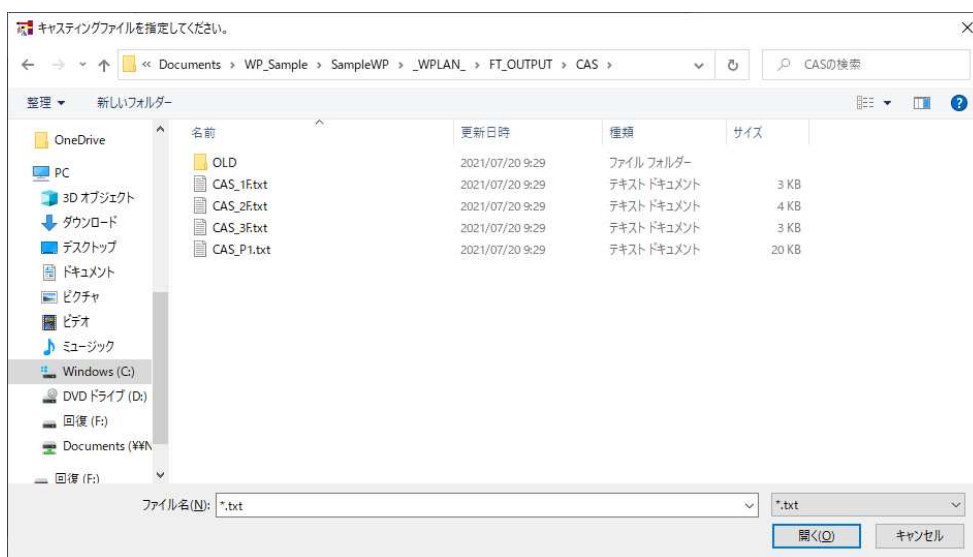 キャスティングファイルを指定してください。
« Documents › WP_Sample › SampleWP › _WPLAN_ › FT_OUTPUT › CAS ›
CASの検索
整理 新しいフォルダー
名前 更新日時 種類 サイズ
OneDrive
PC
3D オブジェクト
ダウンロード
デスクトップ
ドキュメント
ピクチャ
ビデオ
ミュージック
Windows (C:)
DVD ドライブ (D:)
回復 (F:)
Documents (¥¥N
回復 (F:)
OLD 2021/07/20 9:29 ファイル フォルダー
CAS_1F.txt 2021/07/20 9:29 テキスト ドキュメント 3 KB
CAS_2F.txt 2021/07/20 9:29 テキスト ドキュメント 4 KB
CAS_3F.txt 2021/07/20 9:29 テキスト ドキュメント 3 KB
CAS_P1.txt 2021/07/20 9:29 テキスト ドキュメント 20 KB
ファイル名(N): *.txt *.txt
開く(O) キャンセル